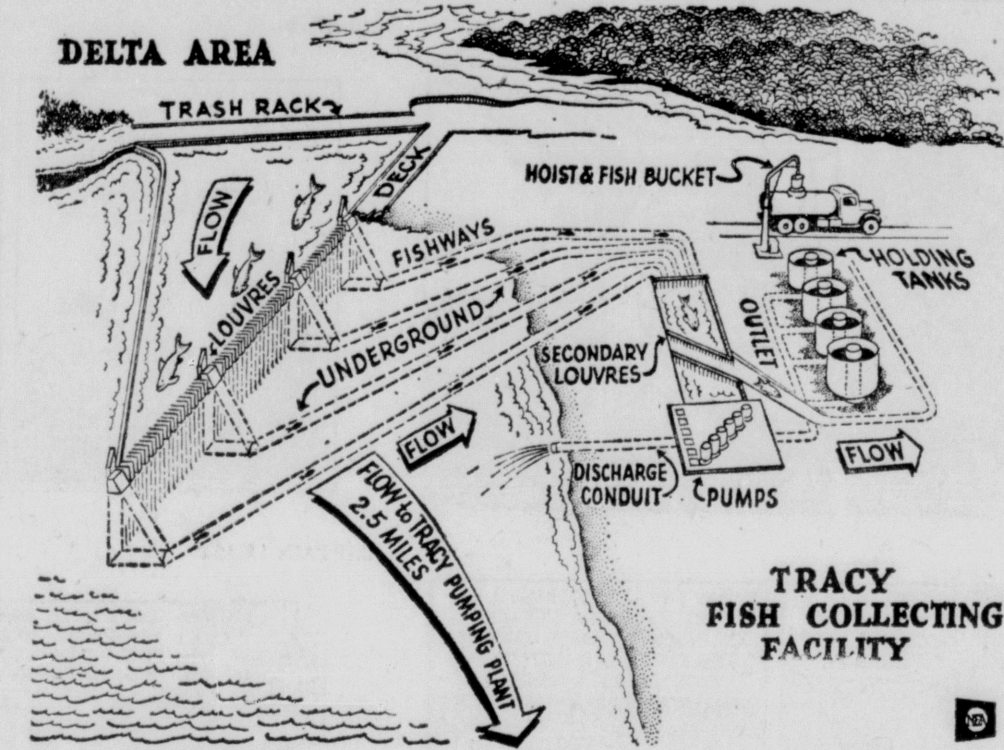 DELTA AREA
TRASH RACK
DECK
FLOW
HOIST & FISH BUCKET
FISHWAYS
HOLDING
TANKS
LOUVRES
UNDERGROUND
OUTLET
SECONDARY
LOUVRES
FLOW
FLOW
DISCHARGE
CONDUIT
PUMPS
FLOW to TRACY PUMPING PLANT
2.5 MILES
TRACY
FISH COLLECTING
FACILITY
NEA